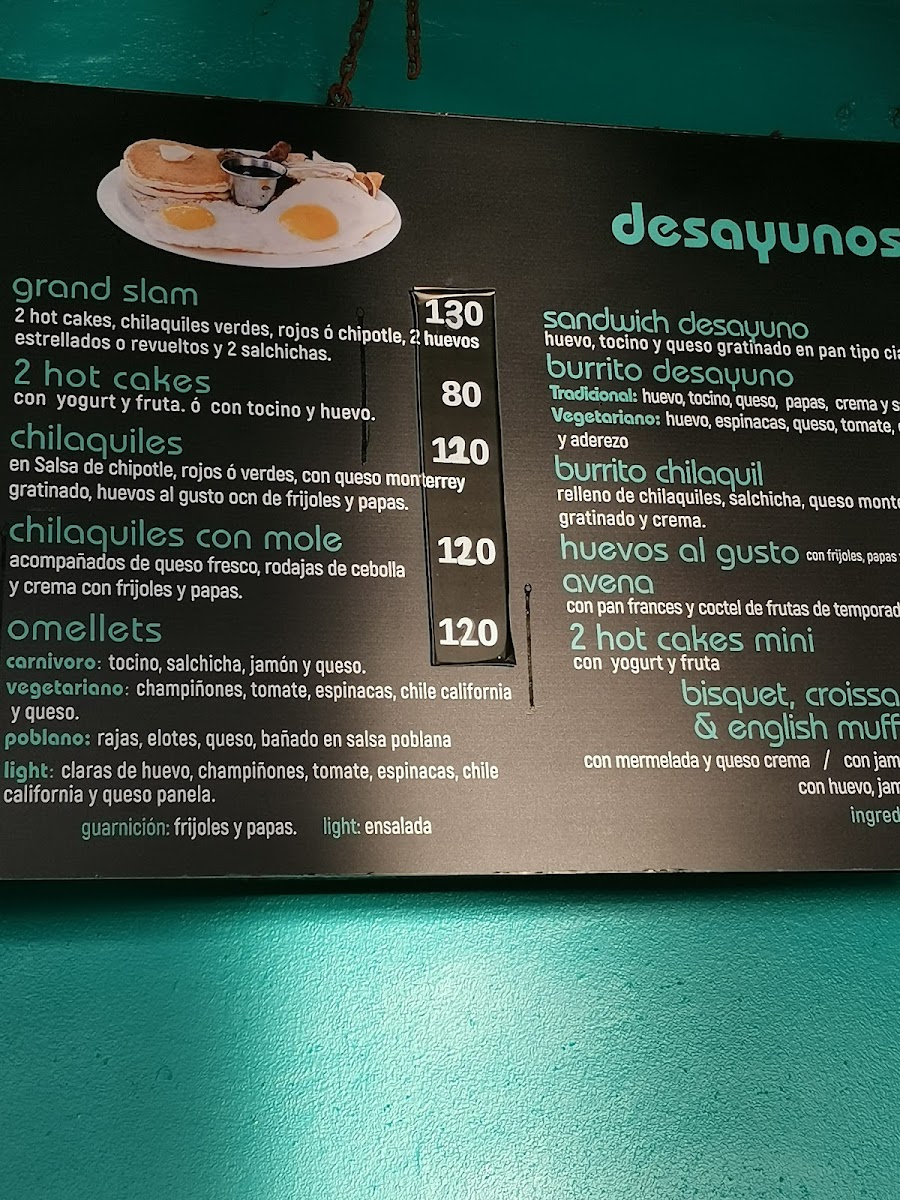 desayunos
grand slam 130
2 hot cakes, chilaquiles verdes, rojos ó chipotle, 2 huevos
estrellados o revueltos y 2 salchichas.
2 hot cakes 80
con yogurt y fruta. ó con tocino y huevo.
chilaquiles 120
en Salsa de chipotle, rojos ó verdes, con queso monterrey
gratinado, huevos al gusto ocn de frijoles y papas.
chilaquiles con mole 120
acompañados de queso fresco, rodajas de cebolla
y crema con frijoles y papas.
omellets 120
carnivoro: tocino, salchicha, jamón y queso.
vegetariano: champiñones, tomate, espinacas, chile california
y queso.
poblano: rajas, elotes, queso, bañado en salsa poblana
light: claras de huevo, champiñones, tomate, espinacas, chile
california y queso panela.
guarnición: frijoles y papas. light: ensalada
sandwich desayuno
huevo, tocino y queso gratinado en pan tipo
burrito desayuno
Tradicional: huevo, tocino, queso, papas, crema y
Vegetariano: huevo, espinacas, queso, tomate,
y aderezo
burrito chilaquil
relleno de chilaquiles, salchicha, queso
gratinado y crema.
huevos al gusto con frijoles, papas
avena
con pan frances y coctel de frutas de
2 hot cakes mini
con yogurt y fruta
bisquet,
& english
con mermelada y queso crema / con
con huevo,